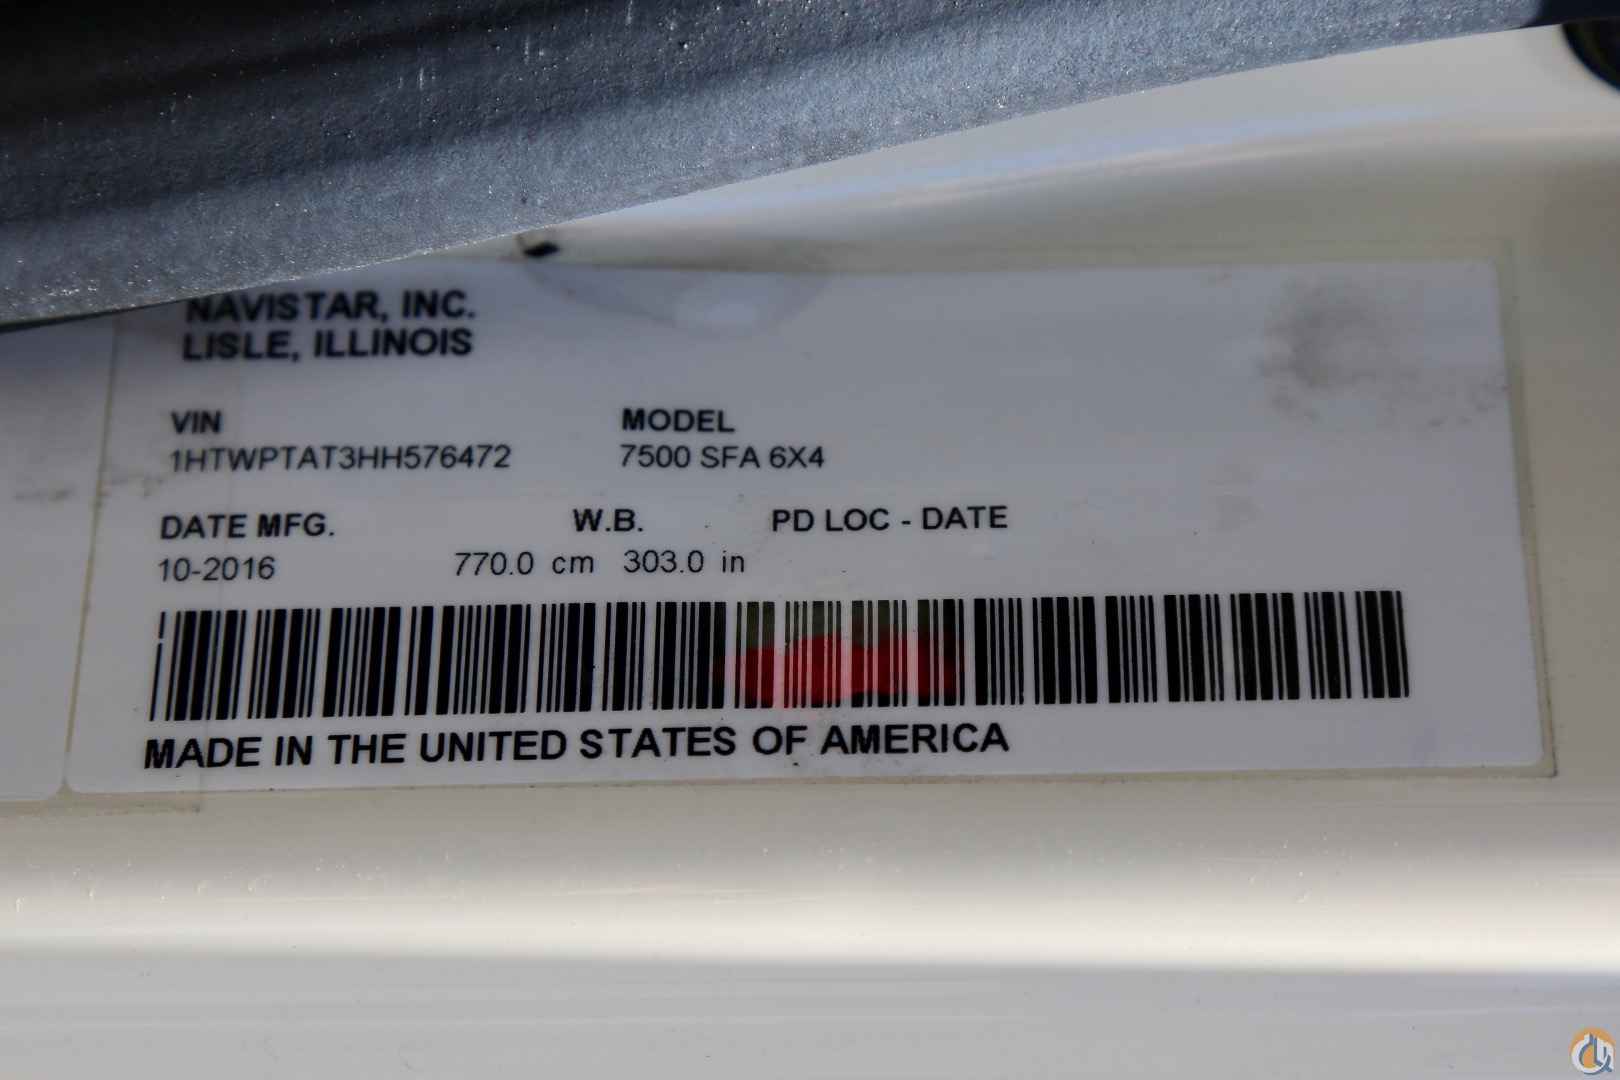 NAVISTAR, INC.
LISLE, ILLINOIS
VIN MODEL
1HTWPTAT3HH576472 7500 SFA 6X4
DATE MFG. W.B. PD LOC - DATE
10-2016 770.0 cm 303.0 in
MADE IN THE UNITED STATES OF AMERICA